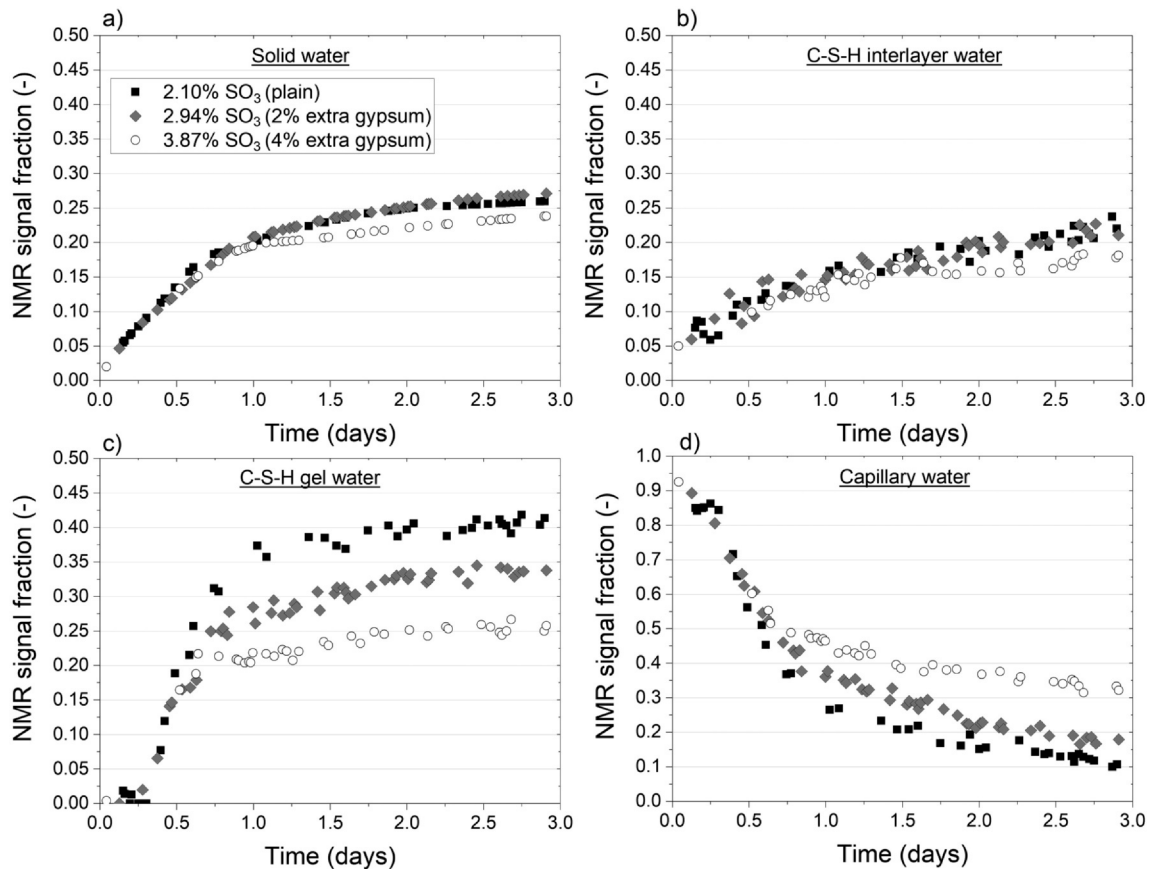 a)
Solid water
2.10% SO₃ (plain)
2.94% SO₃ (2% extra gypsum)
3.87% SO₃ (4% extra gypsum)
NMR signal fraction (-)
0.50
0.45
0.40
0.35
0.30
0.25
0.20
0.15
0.10
0.05
0.00
0.0 0.5 1.0 1.5 2.0 2.5 3.0
Time (days)
b)
C-S-H interlayer water
NMR signal fraction (-)
0.50
0.45
0.40
0.35
0.30
0.25
0.20
0.15
0.10
0.05
0.00
0.0 0.5 1.0 1.5 2.0 2.5 3.0
Time (days)
c)
C-S-H gel water
NMR signal fraction (-)
0.50
0.45
0.40
0.35
0.30
0.25
0.20
0.15
0.10
0.05
0.00
0.0 0.5 1.0 1.5 2.0 2.5 3.0
Time (days)
d)
Capillary water
NMR signal fraction (-)
1.0
0.9
0.8
0.7
0.6
0.5
0.4
0.3
0.2
0.1
0.0
0.0 0.5 1.0 1.5 2.0 2.5 3.0
Time (days)